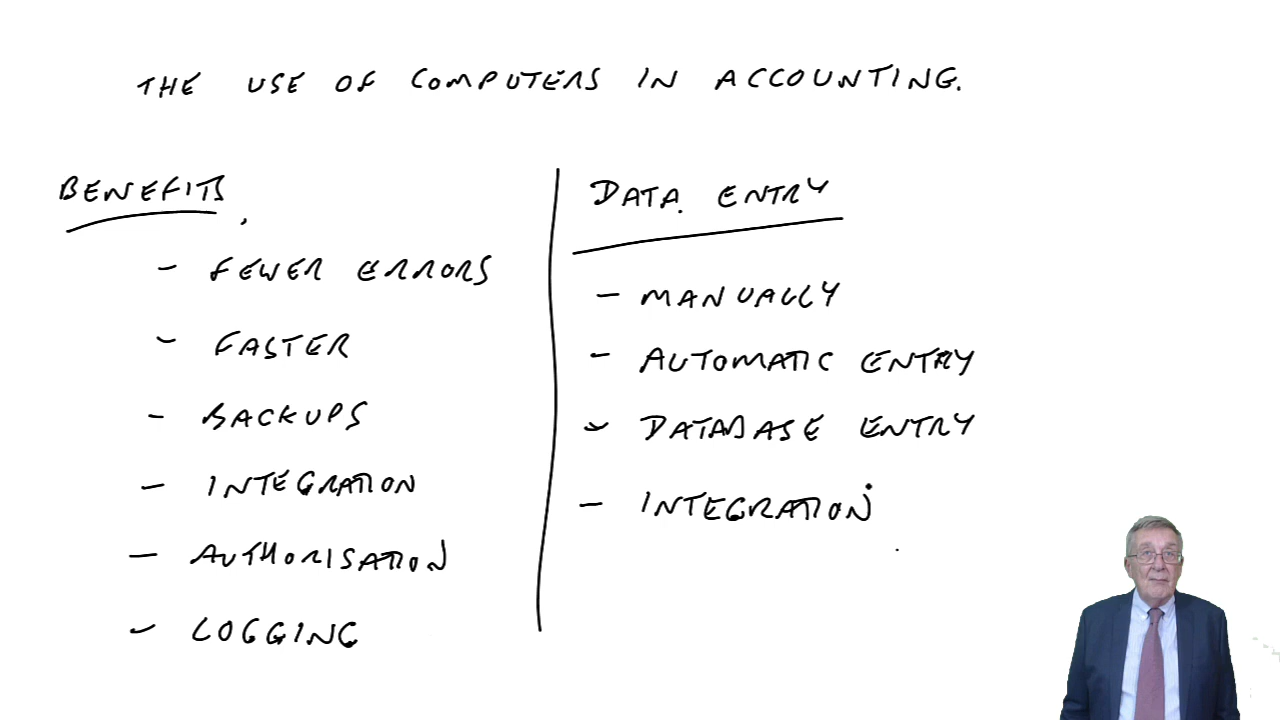 THE USE OF COMPUTERS IN ACCOUNTING.
BENEFITS
- FEWER ERRORS
- FASTER
- BACKUPS
- INTEGRATION
- AUTHORISATION
- LOGGING
DATA ENTRY
- MANUALLY
- AUTOMATIC ENTRY
- DATABASE ENTRY
- INTEGRATION